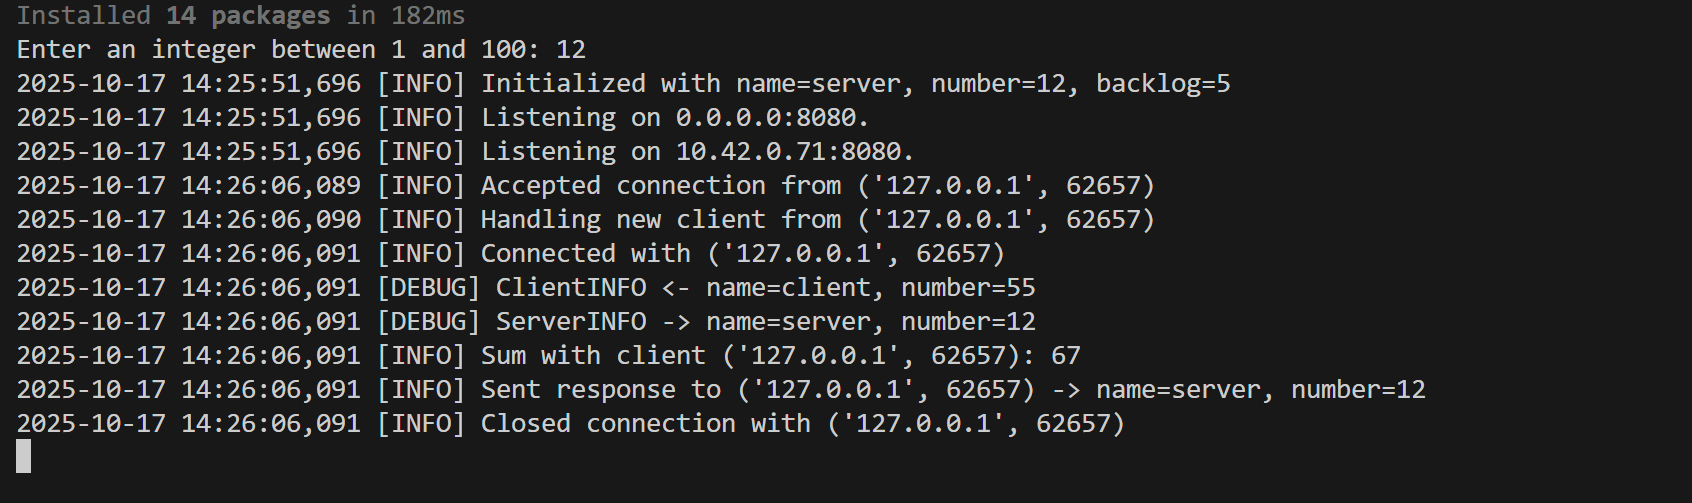 Installed 14 packages in 182ms
Enter an integer between 1 and 100: 12
2025-10-17 14:25:51,696 [INFO] Initialized with name=server, number=12, backlog=5
2025-10-17 14:25:51,696 [INFO] Listening on 0.0.0.0:8080.
2025-10-17 14:25:51,696 [INFO] Listening on 10.42.0.71:8080.
2025-10-17 14:26:06,089 [INFO] Accepted connection from ('127.0.0.1', 62657)
2025-10-17 14:26:06,090 [INFO] Handling new client from ('127.0.0.1', 62657)
2025-10-17 14:26:06,091 [INFO] Connected with ('127.0.0.1', 62657)
2025-10-17 14:26:06,091 [DEBUG] ClientINFO <- name=client, number=55
2025-10-17 14:26:06,091 [DEBUG] ServerINFO -> name=server, number=12
2025-10-17 14:26:06,091 [INFO] Sum with client ('127.0.0.1', 62657): 67
2025-10-17 14:26:06,091 [INFO] Sent response to ('127.0.0.1', 62657) -> name=server, number=12
2025-10-17 14:26:06,091 [INFO] Closed connection with ('127.0.0.1', 62657)